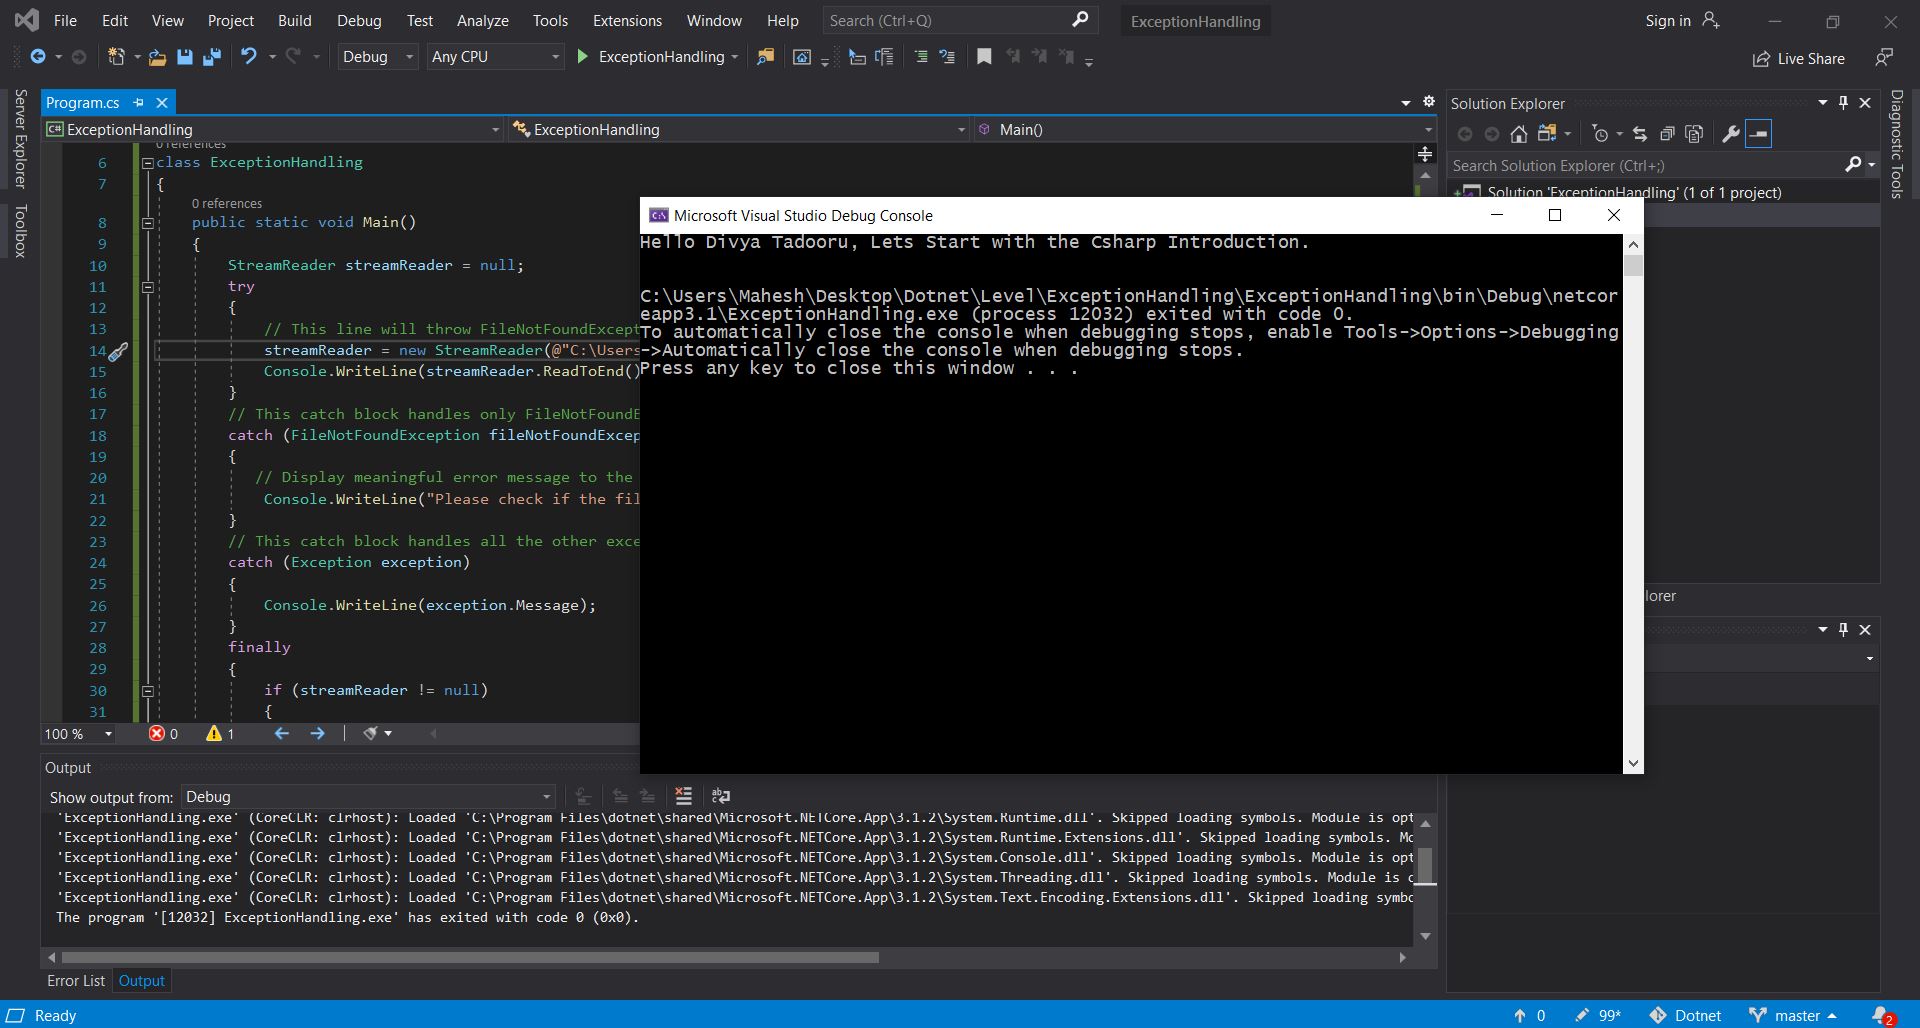 File Edit View Project Build Debug Test Analyze Tools Extensions Window Help Search (Ctrl+Q) ExceptionHandling Sign in
Debug Any CPU ExceptionHandling Live Share
Server Explorer
Toolbox
Program.cs
ExceptionHandling ExceptionHandling Main()
0 references
6 class ExceptionHandling
7 {
0 references
8 public static void Main()
9 {
10 StreamReader streamReader = null;
11 try
12 {
13 // This line will throw FileNotFoundExcept
14 streamReader = new StreamReader(@"C:\Users
15 Console.WriteLine(streamReader.ReadToEnd()
16 }
17 // This catch block handles only FileNotFoundE
18 catch (FileNotFoundException fileNotFoundExcep
19 {
20 // Display meaningful error message to the
21 Console.WriteLine("Please check if the fil
22 }
23 // This catch block handles all the other exce
24 catch (Exception exception)
25 {
26 Console.WriteLine(exception.Message);
27 }
28 finally
29 {
30 if (streamReader != null)
31 {
100 % 0 1
Microsoft Visual Studio Debug Console
Hello Divya Tadooru, Lets Start with the Csharp Introduction.
C:\Users\Mahesh\Desktop\Dotnet\Level\ExceptionHandling\ExceptionHandling\bin\Debug\netcor
eapp3.1\ExceptionHandling.exe (process 12032) exited with code 0.
To automatically close the console when debugging stops, enable Tools->Options->Debugging
->Automatically close the console when debugging stops.
Press any key to close this window . . .
Solution Explorer
Search Solution Explorer (Ctrl+;)
Solution 'ExceptionHandling' (1 of 1 project)
lorer
Diagnostic Tools
Output
Show output from: Debug
'ExceptionHandling.exe' (CoreCLR: clrhost): Loaded 'C:\Program Files\dotnet\shared\Microsoft.NETCore.App\3.1.2\System.Runtime.dll'. Skipped loading symbols. Module is opt
'ExceptionHandling.exe' (CoreCLR: clrhost): Loaded 'C:\Program Files\dotnet\shared\Microsoft.NETCore.App\3.1.2\System.Runtime.Extensions.dll'. Skipped loading symbols. Mo
'ExceptionHandling.exe' (CoreCLR: clrhost): Loaded 'C:\Program Files\dotnet\shared\Microsoft.NETCore.App\3.1.2\System.Console.dll'. Skipped loading symbols. Module is opt
'ExceptionHandling.exe' (CoreCLR: clrhost): Loaded 'C:\Program Files\dotnet\shared\Microsoft.NETCore.App\3.1.2\System.Threading.dll'. Skipped loading symbols. Module is o
'ExceptionHandling.exe' (CoreCLR: clrhost): Loaded 'C:\Program Files\dotnet\shared\Microsoft.NETCore.App\3.1.2\System.Text.Encoding.Extensions.dll'. Skipped loading symbo
The program '[12032] ExceptionHandling.exe' has exited with code 0 (0x0).
Error List Output
Ready 0 99* Dotnet master 2